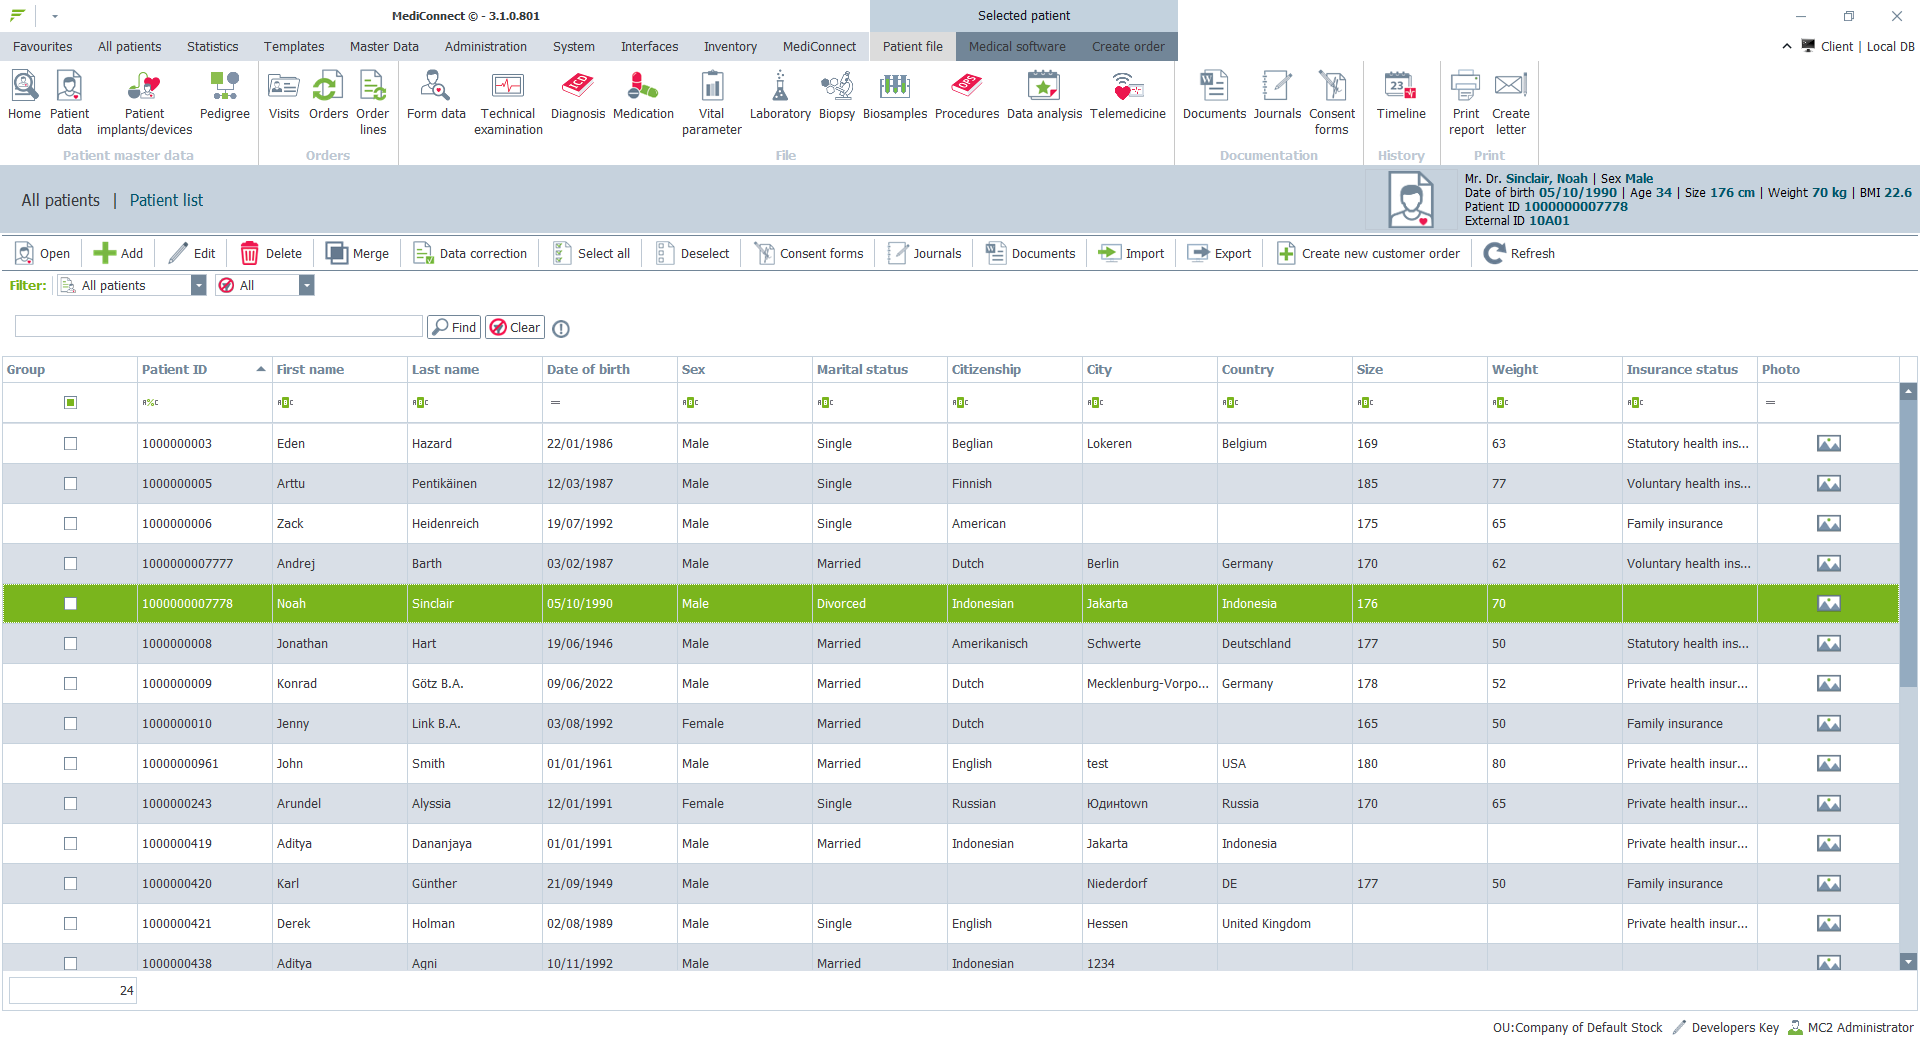 MediConnect © - 3.1.0.801
Selected patient
Favourites All patients Statistics Templates Master Data Administration System Interfaces Inventory MediConnect Patient file Medical software Create order Client | Local DB
Home Patient data Patient implants/devices Pedigree Visits Orders Order lines Form data Technical examination Diagnosis Medication Vital parameter Laboratory Biopsy Biosamples Procedures Data analysis Telemedicine Documents Journals Consent forms Timeline Print report Create letter
Patient master data Orders File Documentation History Print
All patients | Patient list
Mr. Dr. Sinclair, Noah | Sex Male
Date of birth 05/10/1990 | Age 34 | Size 176 cm | Weight 70 kg | BMI 22.6
Patient ID 1000000007778
External ID 10A01
Open Add Edit Delete Merge Data correction Select all Deselect Consent forms Journals Documents Import Export Create new customer order Refresh
Filter: All patients All
Find Clear
Group Patient ID First name Last name Date of birth Sex Marital status Citizenship City Country Size Weight Insurance status Photo
1000000003 Eden Hazard 22/01/1986 Male Single Beglian Lokeren Belgium 169 63 Statutory health ins...
1000000005 Arttu Pentikäinen 12/03/1987 Male Single Finnish 185 77 Voluntary health ins...
1000000006 Zack Heidenreich 19/07/1992 Male Single American 175 65 Family insurance
1000000007777 Andrej Barth 03/02/1987 Male Married Dutch Berlin Germany 170 62 Voluntary health ins...
1000000007778 Noah Sinclair 05/10/1990 Male Divorced Indonesian Jakarta Indonesia 176 70
1000000008 Jonathan Hart 19/06/1946 Male Married Amerikanisch Schwerte Deutschland 177 50 Statutory health ins...
1000000009 Konrad Götz B.A. 09/06/2022 Male Married Dutch Mecklenburg-Vorpo... Germany 178 52 Private health insur...
1000000010 Jenny Link B.A. 03/08/1992 Female Married Dutch 165 50 Family insurance
10000000961 John Smith 01/01/1961 Male Married English test USA 180 80 Private health insur...
1000000243 Arundel Alyssia 12/01/1991 Female Single Russian Юдинтоwn Russia 170 65 Private health insur...
1000000419 Aditya Dananjaya 01/01/1991 Male Married Indonesian Jakarta Indonesia Private health insur...
1000000420 Karl Günther 21/09/1949 Male Niederdorf DE 177 50 Family insurance
1000000421 Derek Holman 02/08/1989 Male Single English Hessen United Kingdom Private health insur...
1000000438 Aditya Agni 10/11/1992 Male Married Indonesian 1234
24
OU:Company of Default Stock Developers Key MC2 Administrator